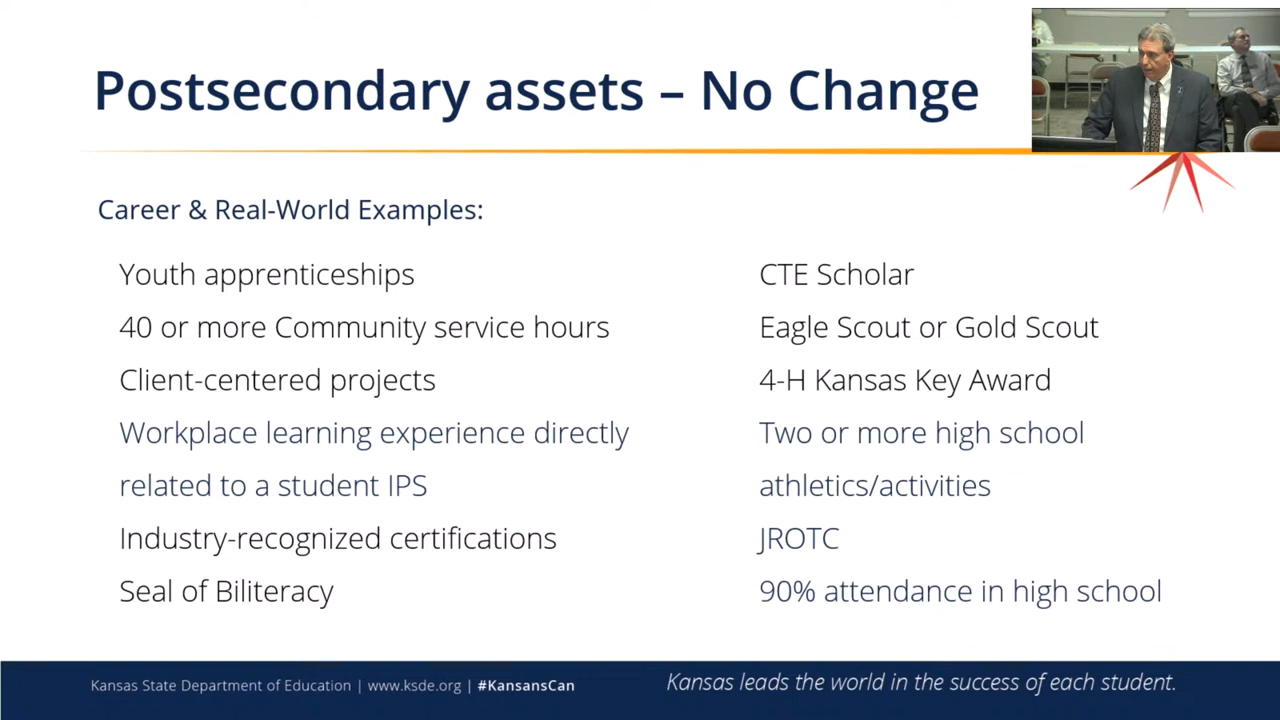 Postsecondary assets – No Change
Career & Real-World Examples:
Youth apprenticeships
40 or more Community service hours
Client-centered projects
Workplace learning experience directly
related to a student IPS
Industry-recognized certifications
Seal of Biliteracy
CTE Scholar
Eagle Scout or Gold Scout
4-H Kansas Key Award
Two or more high school
athletics/activities
JROTC
90% attendance in high school
Kansas State Department of Education | www.ksde.org | #KansansCan
Kansas leads the world in the success of each student.